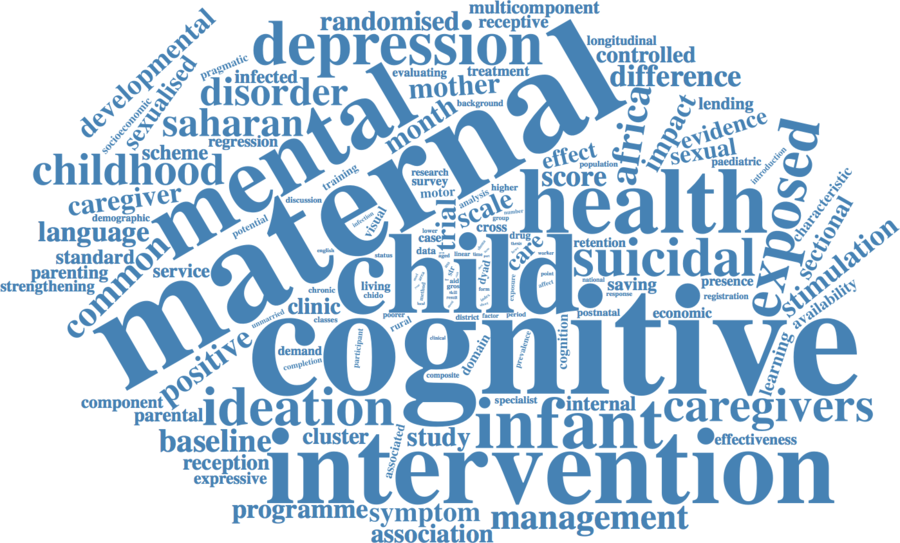 multicomponent
developmental
randomised
receptive
depression
longitudinal
pragmatic
controlled
infected
evaluating
treatment
difference
socioeconomic
sexualised
disorder
mental
mother
background
lending
saharan
month
maternal
africa
impact
evidence
regression
sexual
scheme
childhood
effect
population
paediatric
introduction
training
research
survey
score
exposed
caregiver
motor
analysis
higher
health
characteristic
discussion
demographic
potential
visual
infection
trial
scale
number
group
language
common
lower
case
cross
drug
care
retention
sectional
standard
english
status
data
child
suicidal
parenting
service
aged
linear
time
dyad
worker
stimulation
strengthening
chronic
living
chido
point
affect
national
response
saving
presence
registration
availability
exposure
form
clinic
unmarried
classes
poorer
rural
district
factor
period
postnatal
economic
positive
cognitive
demand
completion
participant
clinical
domain
prevalence
cognition
learning
composite
component
parental
ideation
specialist
internal
caregivers
infant
baseline
cluster
associated
study
effectiveness
reception
expressive
intervention
programme
symptom
management
association